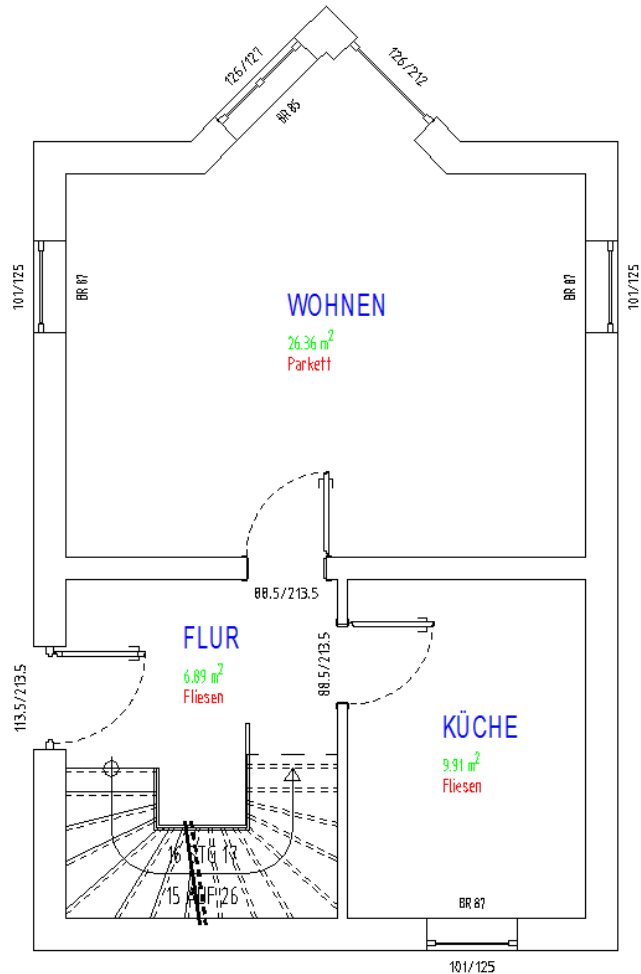 126/127
126/212
BR 85
101/125
BR 87
WOHNEN
26.36 m²
Parkett
BR 87
101/125
88.5/213.5
FLUR
6.89 m²
Fliesen
88.5/213.5
113.5/213.5
KÜCHE
9.91 m²
Fliesen
16 STG 17
15 AUF 26
BR 87
101/125